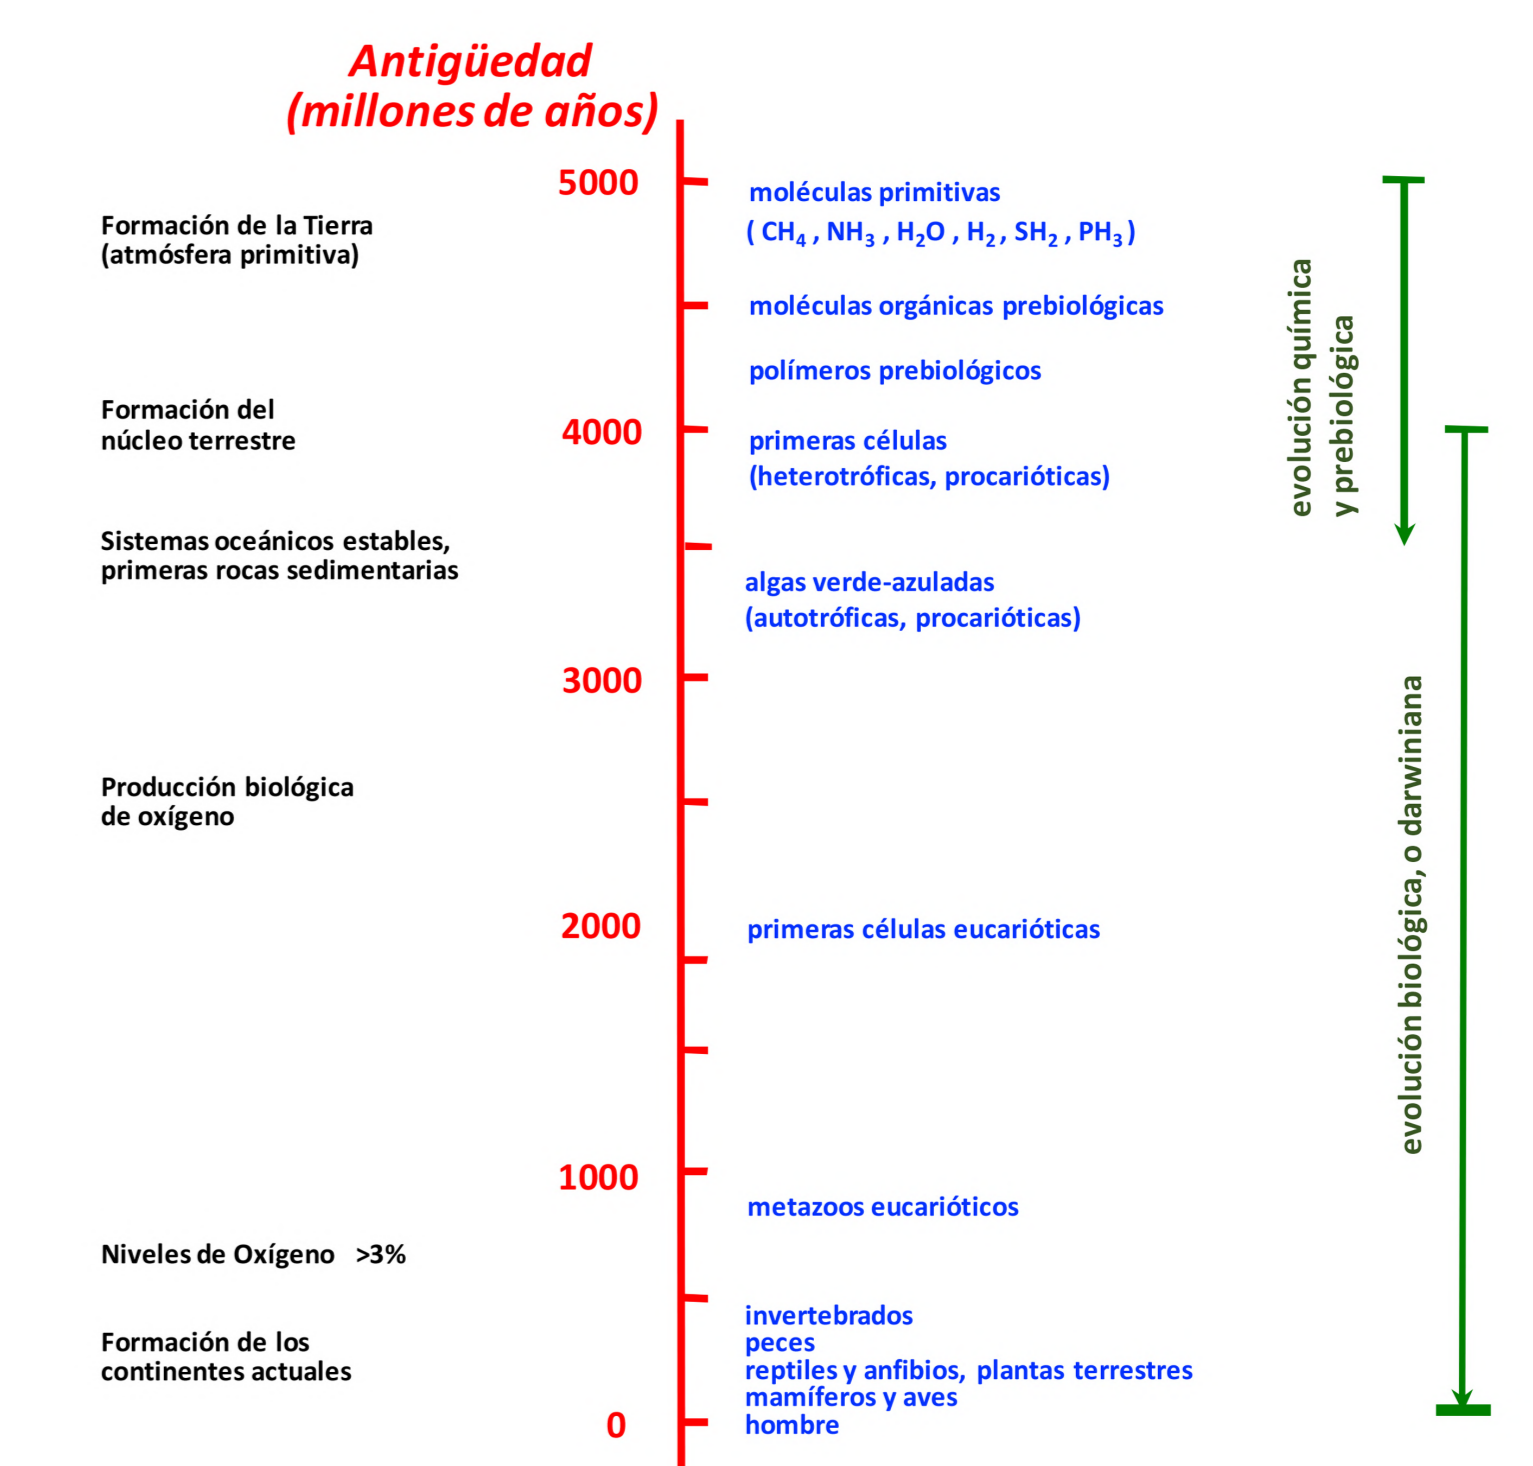 Antigüedad
(millones de años)
5000
moléculas primitivas
Formación de la Tierra
(atmósfera primitiva)
( CH₄ , NH₃ , H₂O , H₂ , SH₂ , PH₃ )
moléculas orgánicas prebiológicas
polímeros prebiológicos
evolución química
y prebiológica
Formación del
núcleo terrestre
4000
primeras células
(heterotróficas, procarióticas)
Sistemas oceánicos estables,
primeras rocas sedimentarias
algas verde-azuladas
(autotróficas, procarióticas)
3000
Producción biológica
de oxígeno
evolución biológica, o darwiniana
2000
primeras células eucarióticas
1000
metazoos eucarióticos
Niveles de Oxígeno >3%
Formación de los
continentes actuales
invertebrados
peces
reptiles y anfibios, plantas terrestres
mamíferos y aves
0
hombre